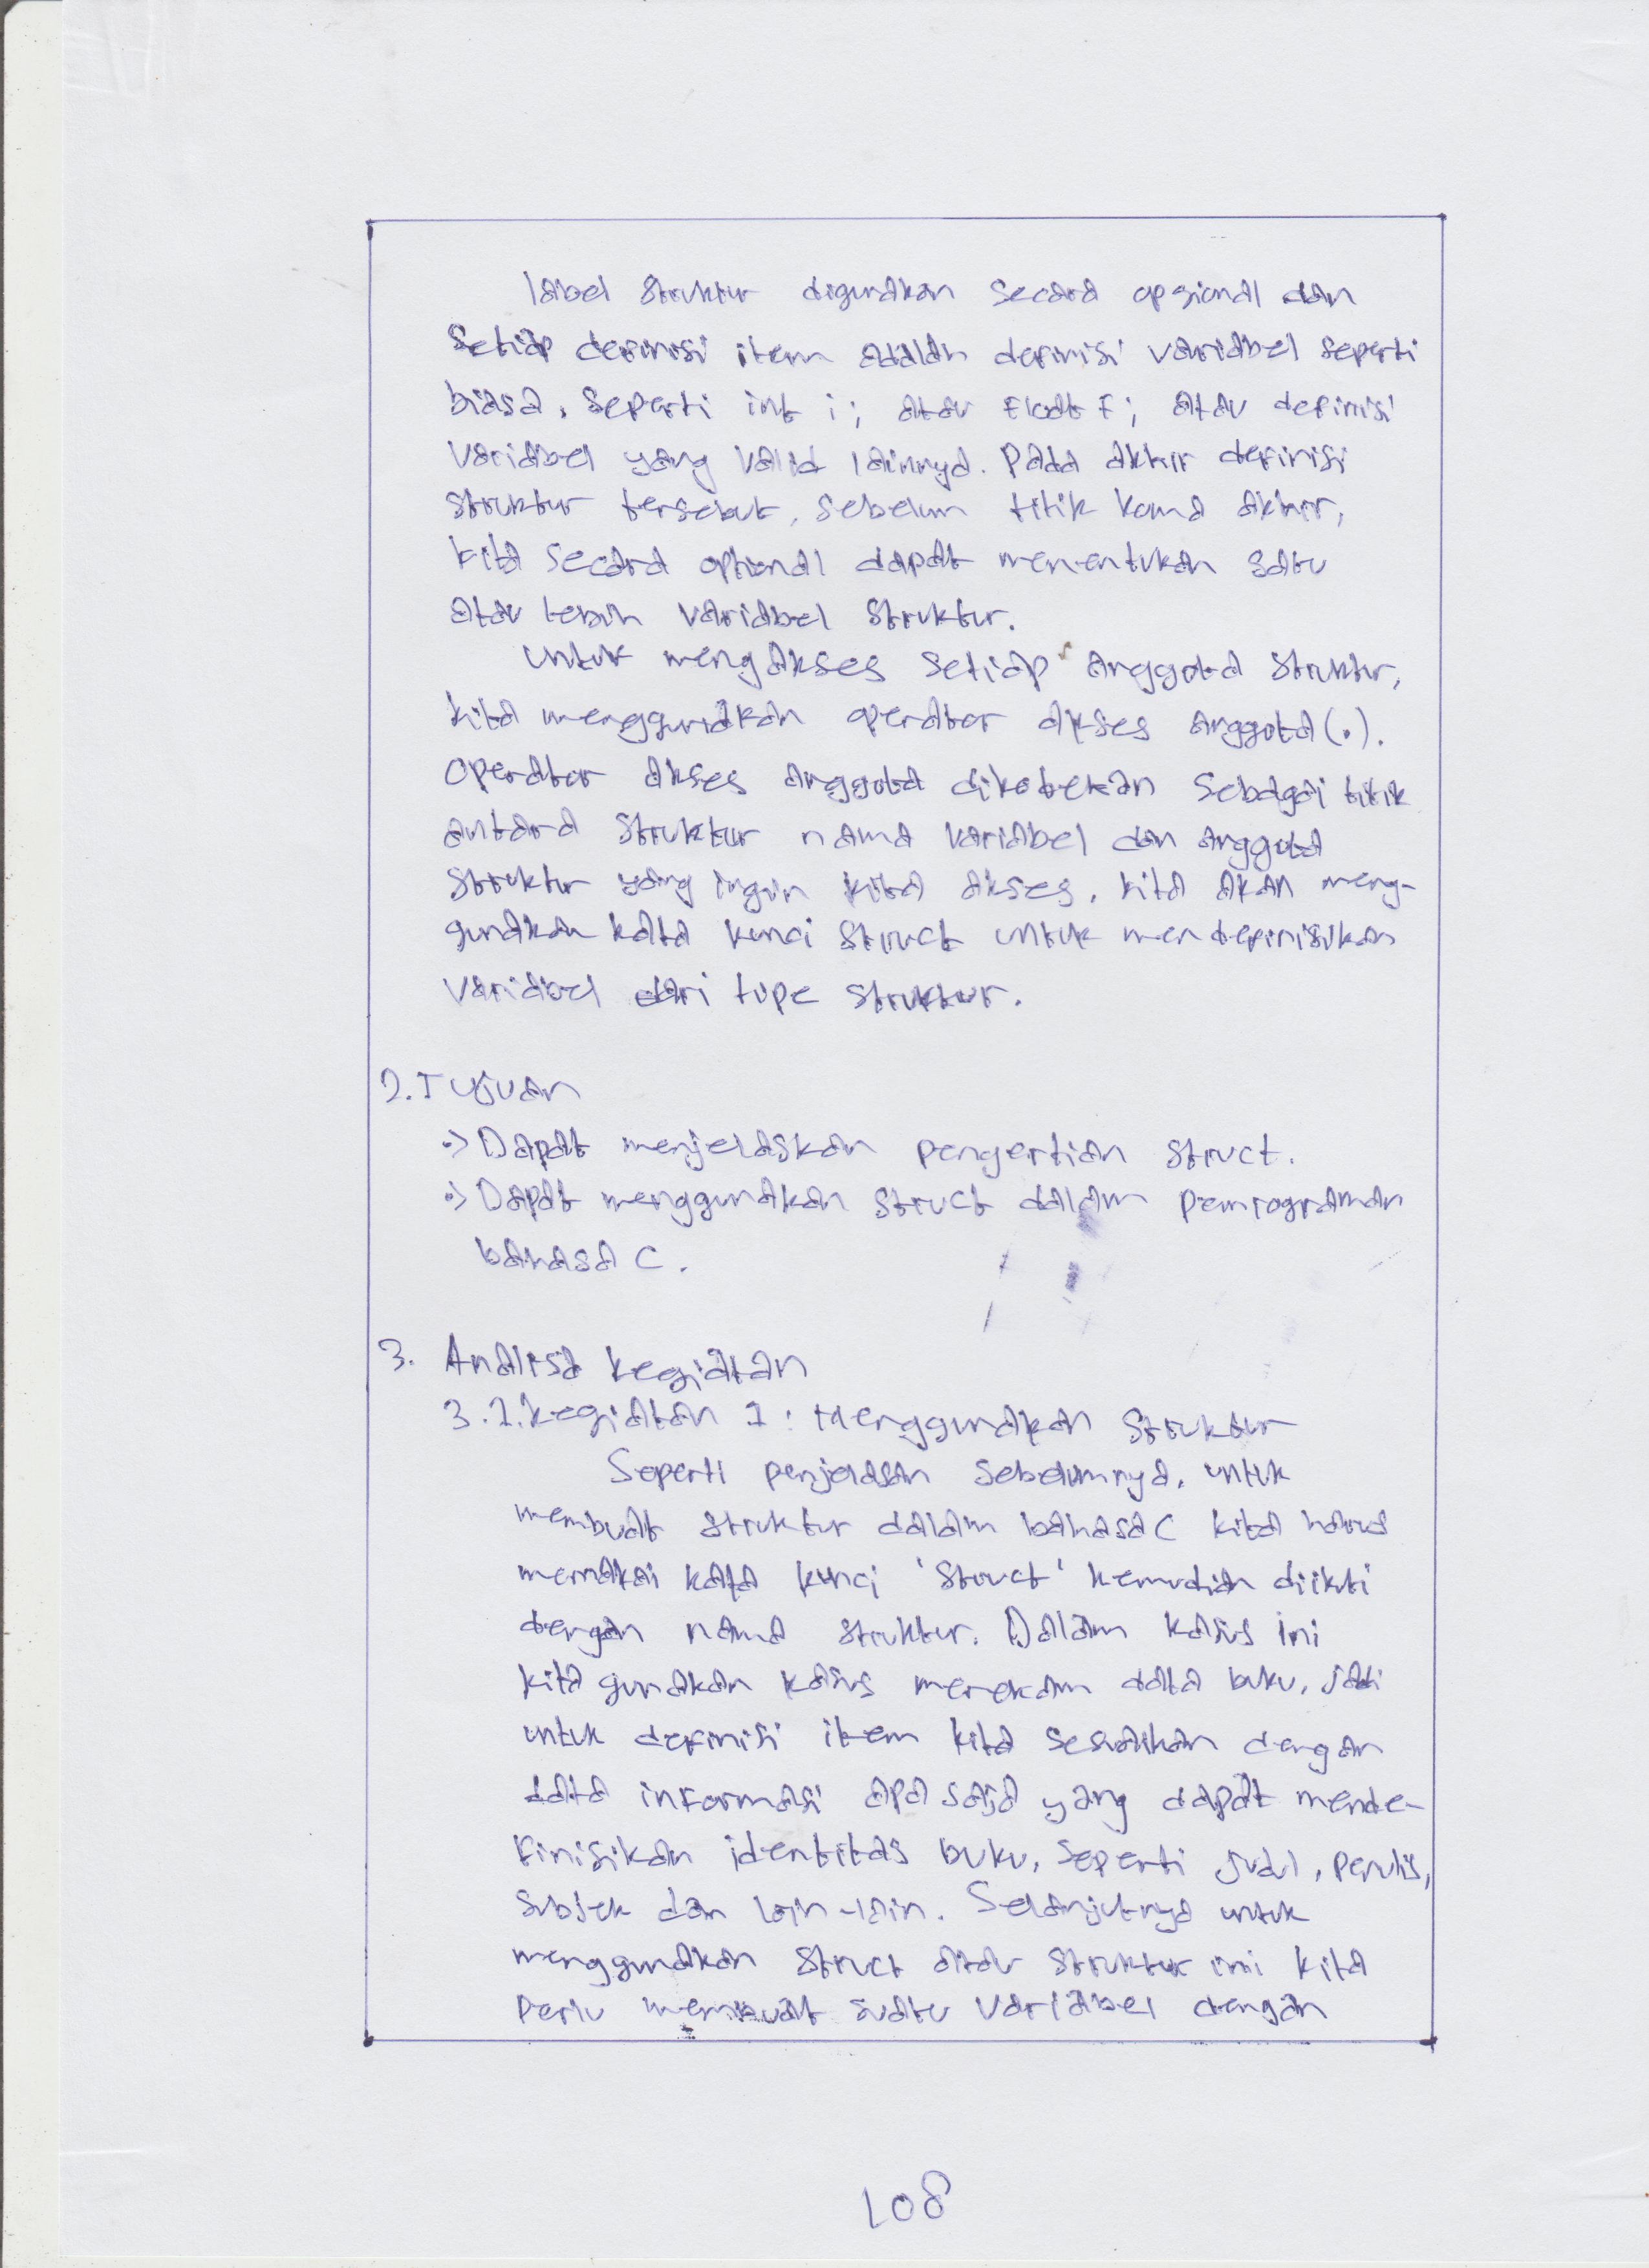 label struktur digunakan secara opsional dan
Setiap definisi item adalah definisi variabel seperti
biasa, seperti int i; atau float f; atau definisi
variabel yang valid lainnya. Pada akhir definisi
struktur tersebut, sebelum titik koma akhir,
kita secara optional dapat menentukan satu
atau lebih variabel struktur.
Untuk mengakses setiap anggota struktur,
kita menggunakan operator akses anggota (.).
Operator akses anggota dikodekan sebagai titik
antara struktur nama variabel dan anggota
struktur yang ingin kita akses. kita akan meng-
gunakan kata kunci struct untuk mendefinisikan
variabel dari tipe struktur.
2. Tujuan
•> Dapat menjelaskan pengertian struct.
•> Dapat menggunakan struct dalam pemrograman
bahasa C.
3. Analisa kegiatan
3.1. kegiatan 1 : Menggunakan Struktur
Seperti penjelasan sebelumnya, untuk
membuat struktur dalam bahasa C kita harus
memakai kata kunci 'struct' kemudian diikuti
dengan nama struktur. Dalam kasus ini
kita gunakan kasus merekam data buku, jadi
untuk definisi item kita sesuaikan dengan
data informasi apa saja yang dapat mende-
finisikan identitas buku, seperti judul, penulis,
subjek dan lain-lain. Selanjutnya untuk
menggunakan struct atau struktur ini kita
perlu membuat suatu variabel dengan
108